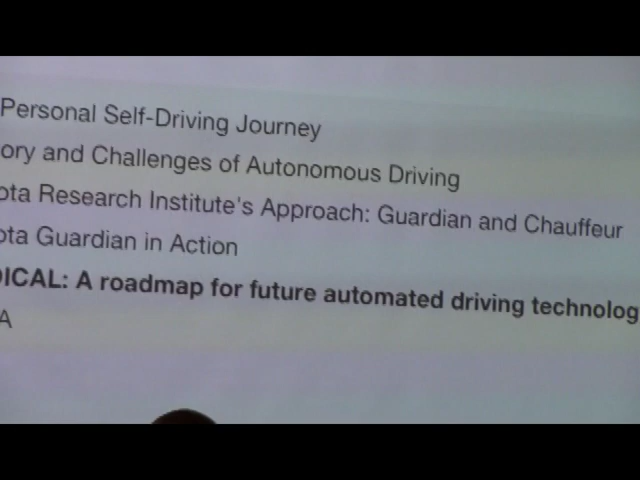 Personal Self-Driving Journey
ory and Challenges of Autonomous Driving
ota Research Institute's Approach: Guardian and Chauffeur
ota Guardian in Action
DICAL: A roadmap for future automated driving technolog
A